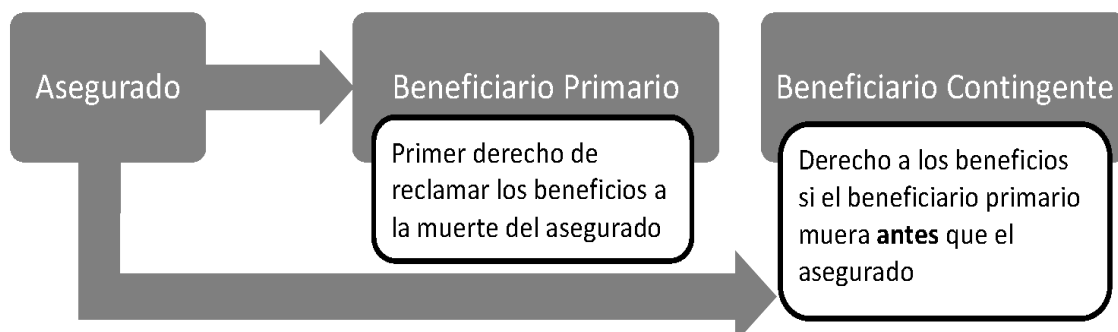 Asegurado
Beneficiario Primario
Primer derecho de
reclamar los beneficios a
la muerte del asegurado
Beneficiario Contingente
Derecho a los beneficios
si el beneficiario primario
muera antes que el
asegurado